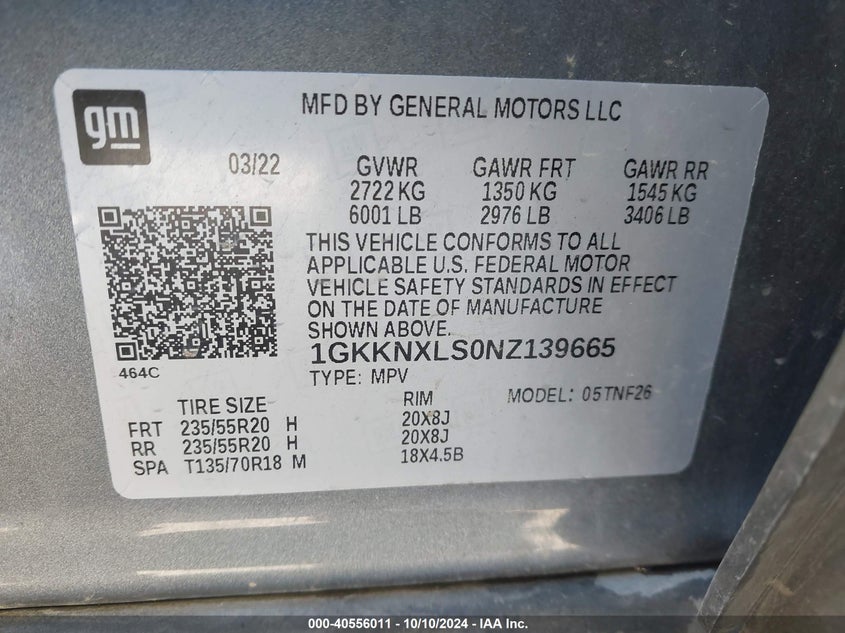 gm
MFD BY GENERAL MOTORS LLC
03/22 GVWR GAWR FRT GAWR RR
2722 KG 1350 KG 1545 KG
6001 LB 2976 LB 3406 LB
THIS VEHICLE CONFORMS TO ALL
APPLICABLE U.S. FEDERAL MOTOR
VEHICLE SAFETY STANDARDS IN EFFECT
ON THE DATE OF MANUFACTURE
SHOWN ABOVE.
1GKKNXLS0NZ139665
464C
TYPE: MPV
TIRE SIZE RIM MODEL: 05TNF26
FRT 235/55R20 H 20X8J
RR 235/55R20 H 20X8J
SPA T135/70R18 M 18X4.5B
000-40556011 - 10/10/2024 - IAA Inc.